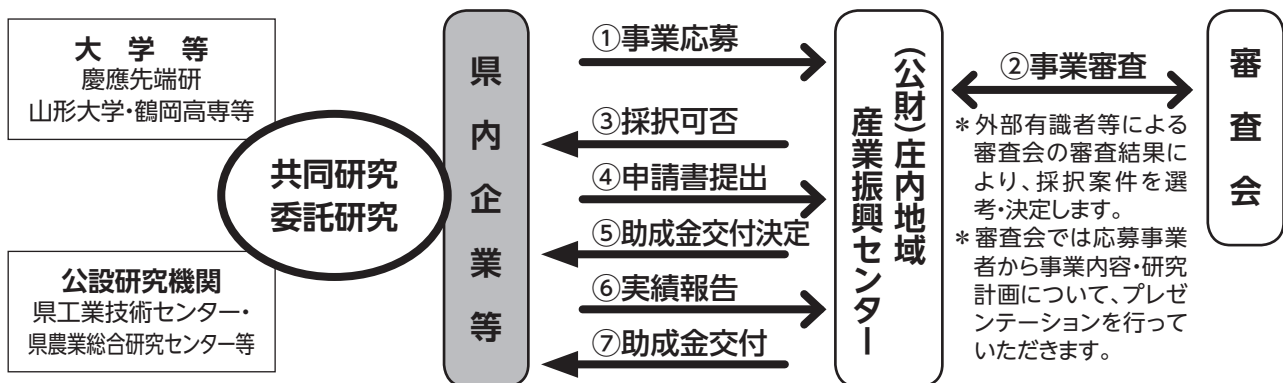 大学等
慶應先端研
山形大学・鶴岡高専等
共同研究
委託研究
公設研究機関
県工業技術センター・
県農業総合研究センター等
県内企業等
①事業応募
③採択可否
④申請書提出
⑤助成金交付決定
⑥実績報告
⑦助成金交付
（公財）庄内地域
産業振興センター
②事業審査
＊外部有識者等による
審査会の審査結果に
より、採択案件を選
考・決定します。
＊審査会では応募事業
者から事業内容・研究
計画について、プレゼ
ンテーションを行って
いただきます。
審査会